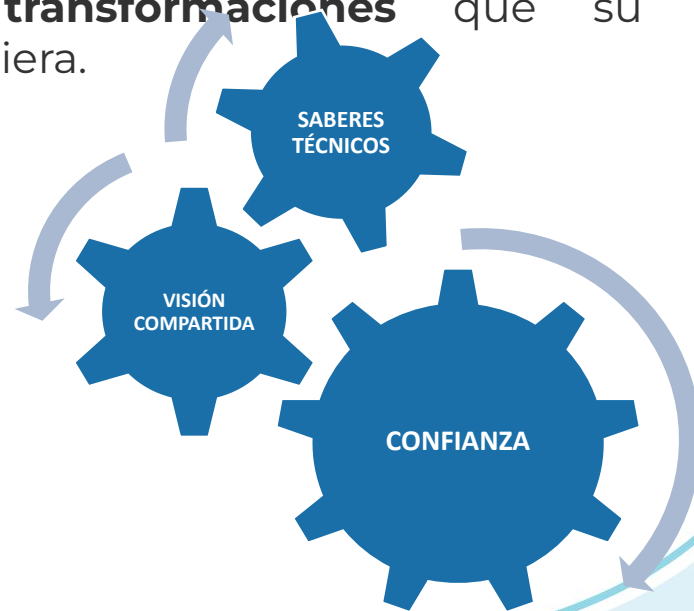 transformaciones que su
iera.
SABERES
TÉCNICOS
VISIÓN
COMPARTIDA
CONFIANZA